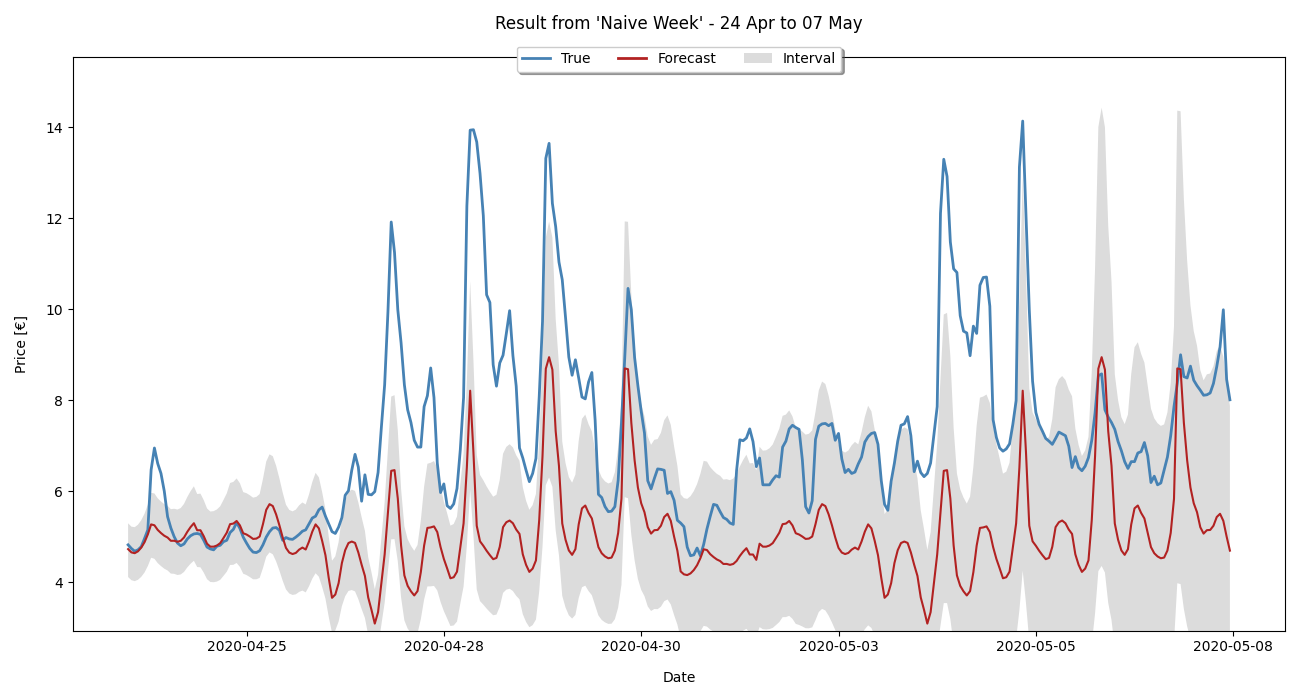 Result from 'Naive Week' - 24 Apr to 07 May
True Forecast Interval
Price [€]
14
12
10
8
6
4
2020-04-25 2020-04-28 2020-04-30 2020-05-03 2020-05-05 2020-05-08
Date